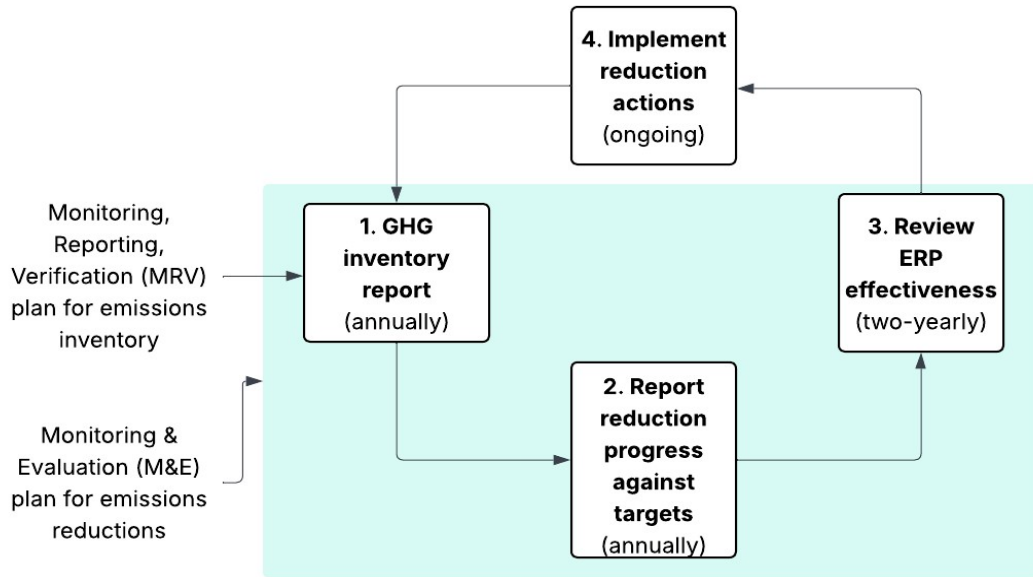 4. Implement
reduction
actions
(ongoing)
Monitoring,
Reporting,
Verification (MRV)
plan for emissions
inventory
1. GHG
inventory
report
(annually)
3. Review
ERP
effectiveness
(two-yearly)
Monitoring &
Evaluation (M&E)
plan for emissions
reductions
2. Report
reduction
progress
against
targets
(annually)